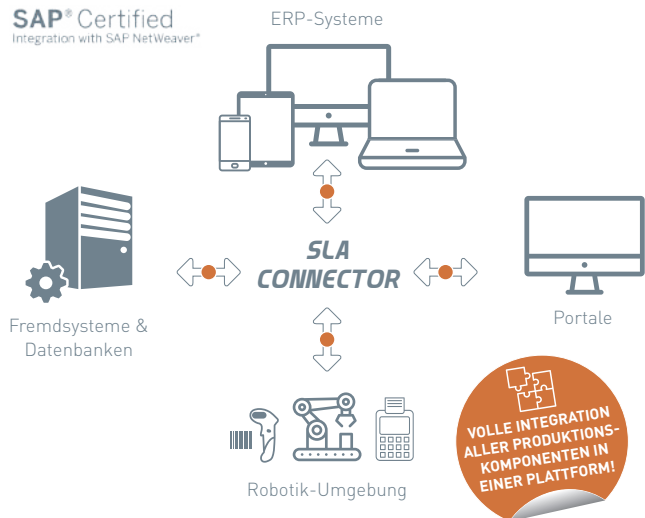 SAP® Certified
Integration with SAP NetWeaver®
ERP-Systeme
SLA
CONNECTOR
Fremdsysteme &
Datenbanken
Portale
Robotik-Umgebung
VOLLE INTEGRATION
ALLER PRODUKTIONS-
KOMPONENTEN IN
EINER PLATTFORM!